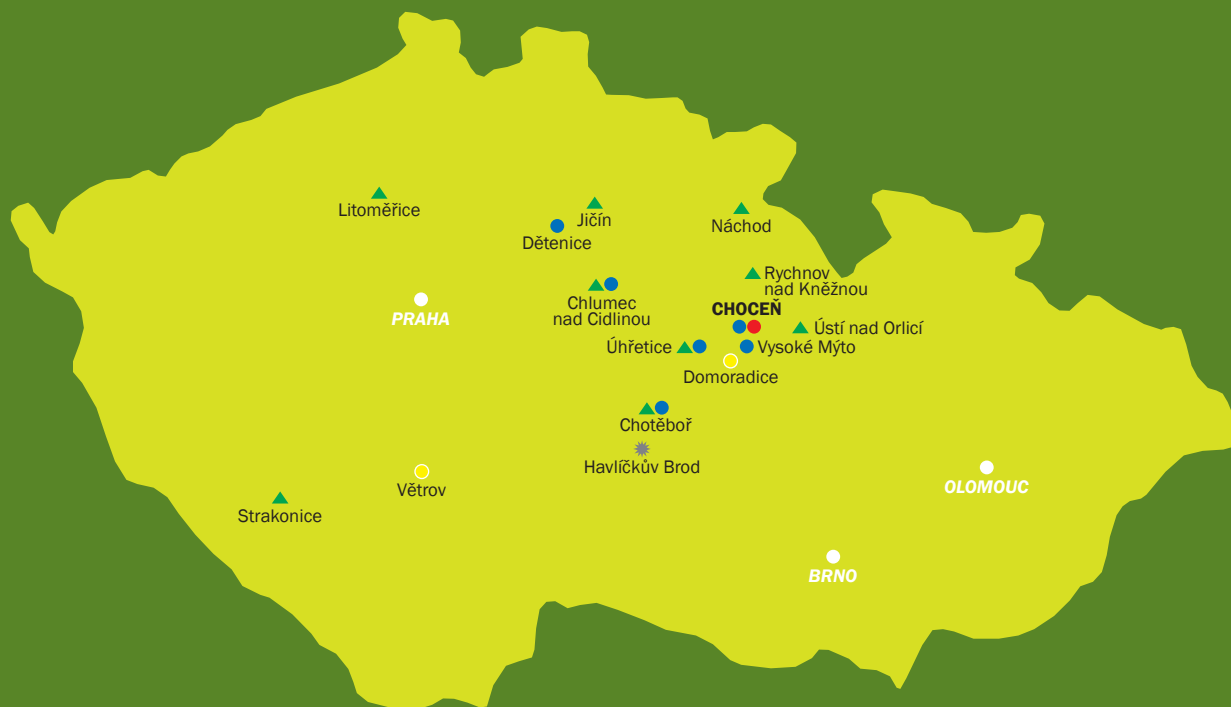 Litoměřice
Jičín
Dětenice
Náchod
Rychnov
nad Kněžnou
Chlumec
nad Cidlinou
PRAHA
CHOCEŇ
Ústí nad Orlicí
Úhřetice
Vysoké Mýto
Domoradice
Chotěboř
Havlíčkův Brod
Větrov
OLOMOUC
Strakonice
BRNO